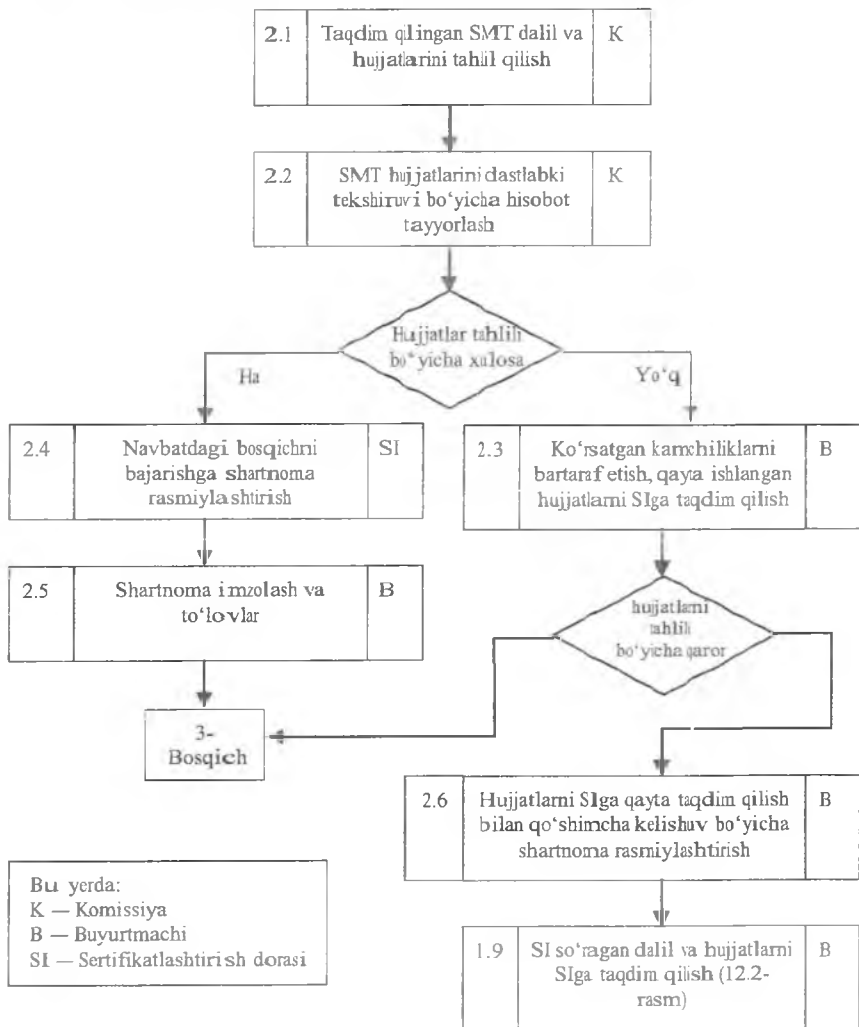 2.1
Taqdim qilingan SMT dalil va
hujjatlarini tahlil qilish
K
2.2
SMT hujjatlarini dastlabki
tekshiruvi bo‘yicha hisobot
tayyorlash
K
Hujjatlar tahlili
bo‘yicha xulosa
Ha
Yo‘q
2.4
Navbatdagi bosqichni
bajarishga shartnoma
rasmiylashtirish
SI
2.3
Ko‘rsatgan kamchiliklarni
bartaraf etish, qayta ishlangan
hujjatlarni SIga taqdim qilish
B
2.5
Shartnoma imzolash va
to‘lovlar
B
hujjatlarni
tahlili
bo‘yicha qaror
3-
Bosqich
2.6
Hujjatlarni SIga qayta taqdim qilish
bilan qo‘shimcha kelishuv bo‘yicha
shartnoma rasmiylashtirish
B
Bu yerda:
K — Komissiya
B — Buyurtmachi
SI — Sertifikatlashtirish dorasi
1.9
SI so‘ragan dalil va hujjatlarni
SIga taqdim qilish (12.2-
rasm)
B